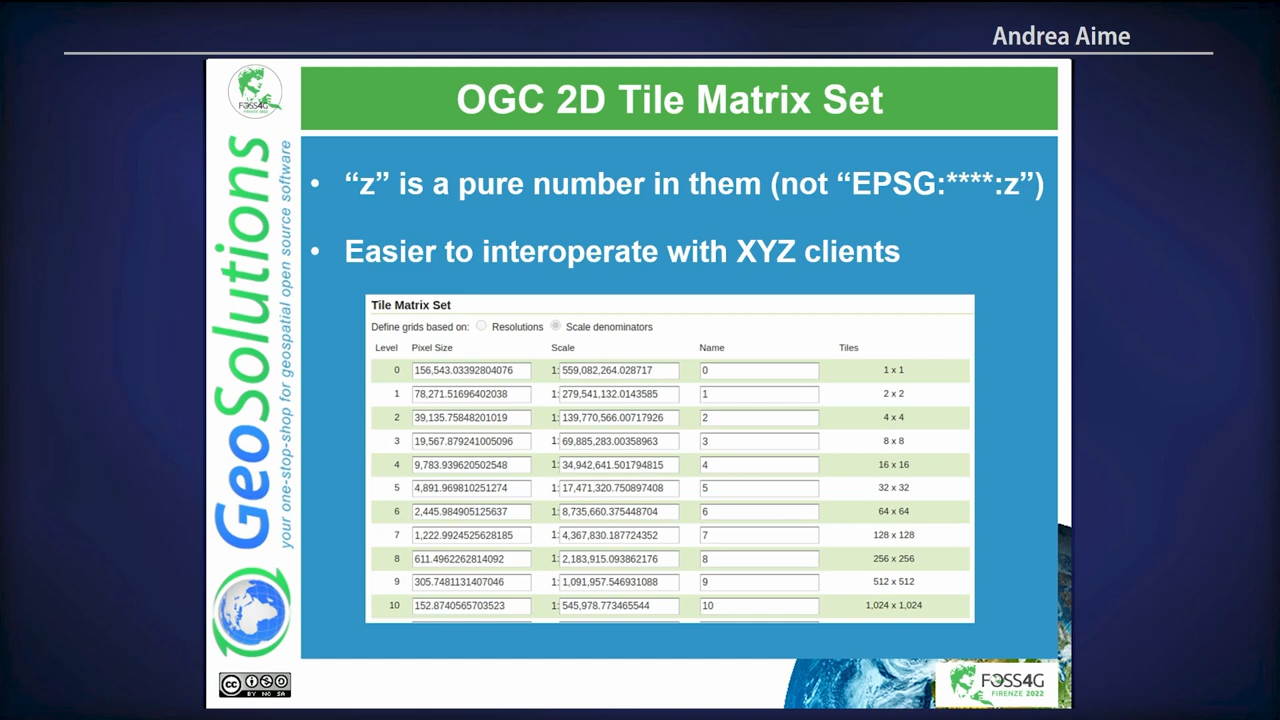 Andrea Aime
FOSS4G
FIRENZE 2022
OGC 2D Tile Matrix Set
GeoSolutions
your one-stop-shop for geospatial open source software
• “z” is a pure number in them (not “EPSG:****:z”)
• Easier to interoperate with XYZ clients
Tile Matrix Set
Define grids based on: Resolutions Scale denominators
Level Pixel Size Scale Name Tiles
0 156,543.03392804076 1: 559,082,264.028717 0 1 x 1
1 78,271.51696402038 1: 279,541,132.0143585 1 2 x 2
2 39,135.75848201019 1: 139,770,566.00717926 2 4 x 4
3 19,567.879241005096 1: 69,885,283.00358963 3 8 x 8
4 9,783.939620502548 1: 34,942,641.501794815 4 16 x 16
5 4,891.969810251274 1: 17,471,320.750897408 5 32 x 32
6 2,445.984905125637 1: 8,735,660.375448704 6 64 x 64
7 1,222.9924525628185 1: 4,367,830.187724352 7 128 x 128
8 611.4962262814092 1: 2,183,915.093862176 8 256 x 256
9 305.7481131407046 1: 1,091,957.546931088 9 512 x 512
10 152.8740565703523 1: 545,978.773465544 10 1,024 x 1,024
cc
BY NC SA
FOSS4G
FIRENZE 2022